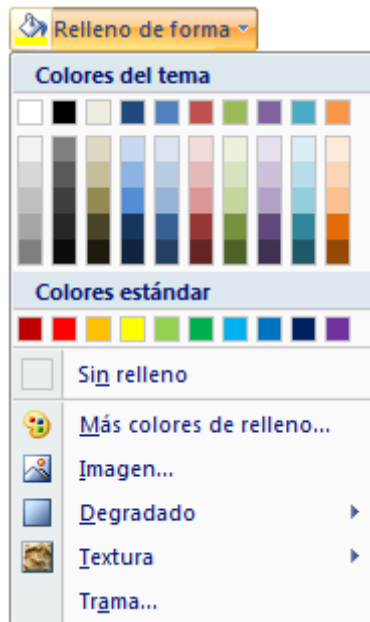 Relleno de forma
Colores del tema
Colores estándar
Sin relleno
Más colores de relleno...
Imagen...
Degradado
Textura
Trama...